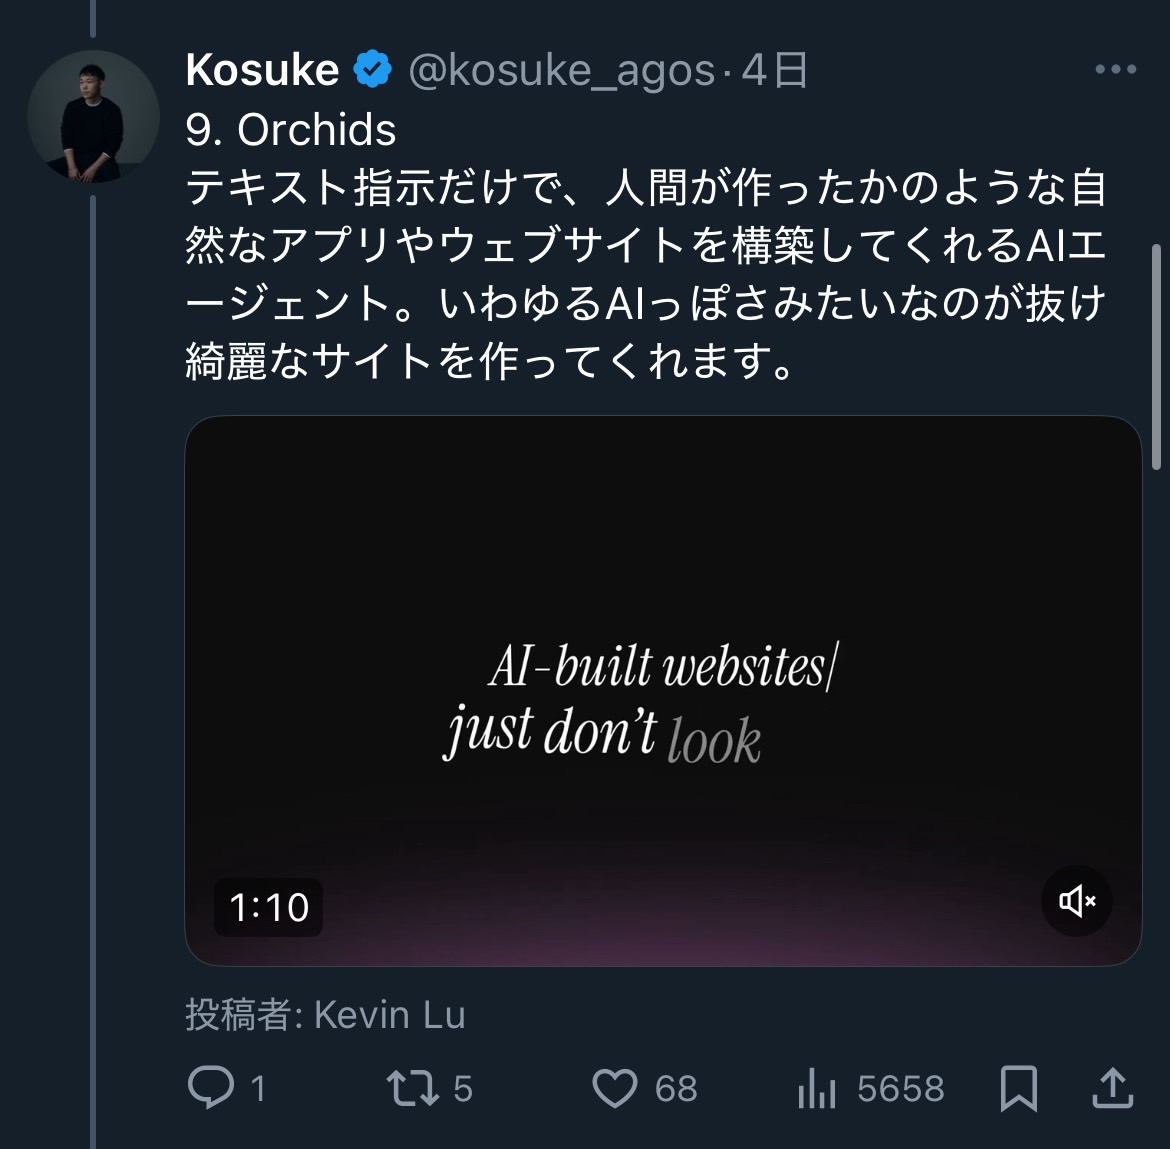 Kosuke @kosuke_agos · 4日
9. Orchids
テキスト指示だけで、人間が作ったかのような自
然なアプリやウェブサイトを構築してくれるAIエ
ージェント。いわゆるAIっぽさみたいなのが抜け
綺麗なサイトを作ってくれます。
AI-built websites/
just don't look
1:10
投稿者: Kevin Lu
1 5 68 5658